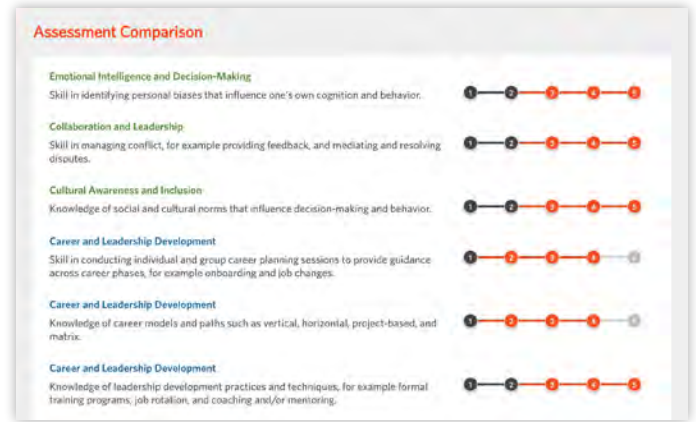 Assessment Comparison
Emotional Intelligence and Decision-Making
Skill in identifying personal biases that influence one's own cognition and behavior.
1 2 3 4 5
Collaboration and Leadership
Skill in managing conflict, for example providing feedback, and mediating and resolving
disputes.
1 2 3 4 5
Cultural Awareness and Inclusion
Knowledge of social and cultural norms that influence decision-making and behavior.
1 2 3 4 5
Career and Leadership Development
Skill in conducting individual and group career planning sessions to provide guidance
across career phases, for example onboarding and job changes.
1 2 3 4 5
Career and Leadership Development
Knowledge of career models and paths such as vertical, horizontal, project-based, and
matrix.
1 2 3 4 5
Career and Leadership Development
Knowledge of leadership development practices and techniques, for example formal
training programs, job rotation, and coaching and/or mentoring.
1 2 3 4 5